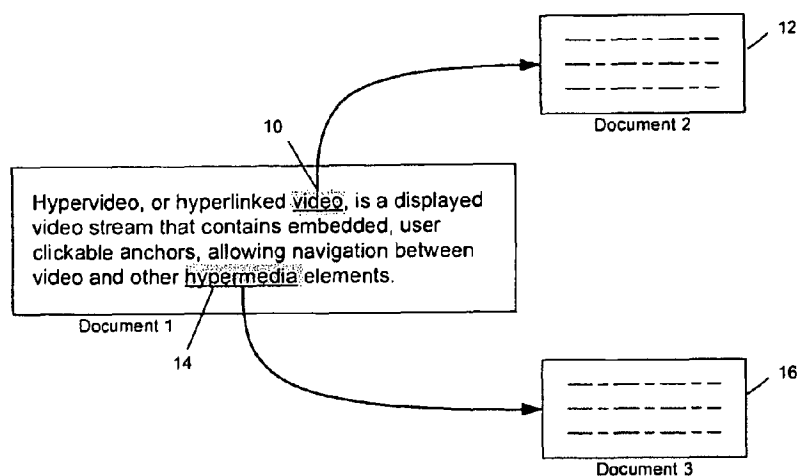 12
Document 2
10
Hypervideo, or hyperlinked video, is a displayed
video stream that contains embedded, user
clickable anchors, allowing navigation between
video and other hypermedia elements.
Document 1
14
16
Document 3